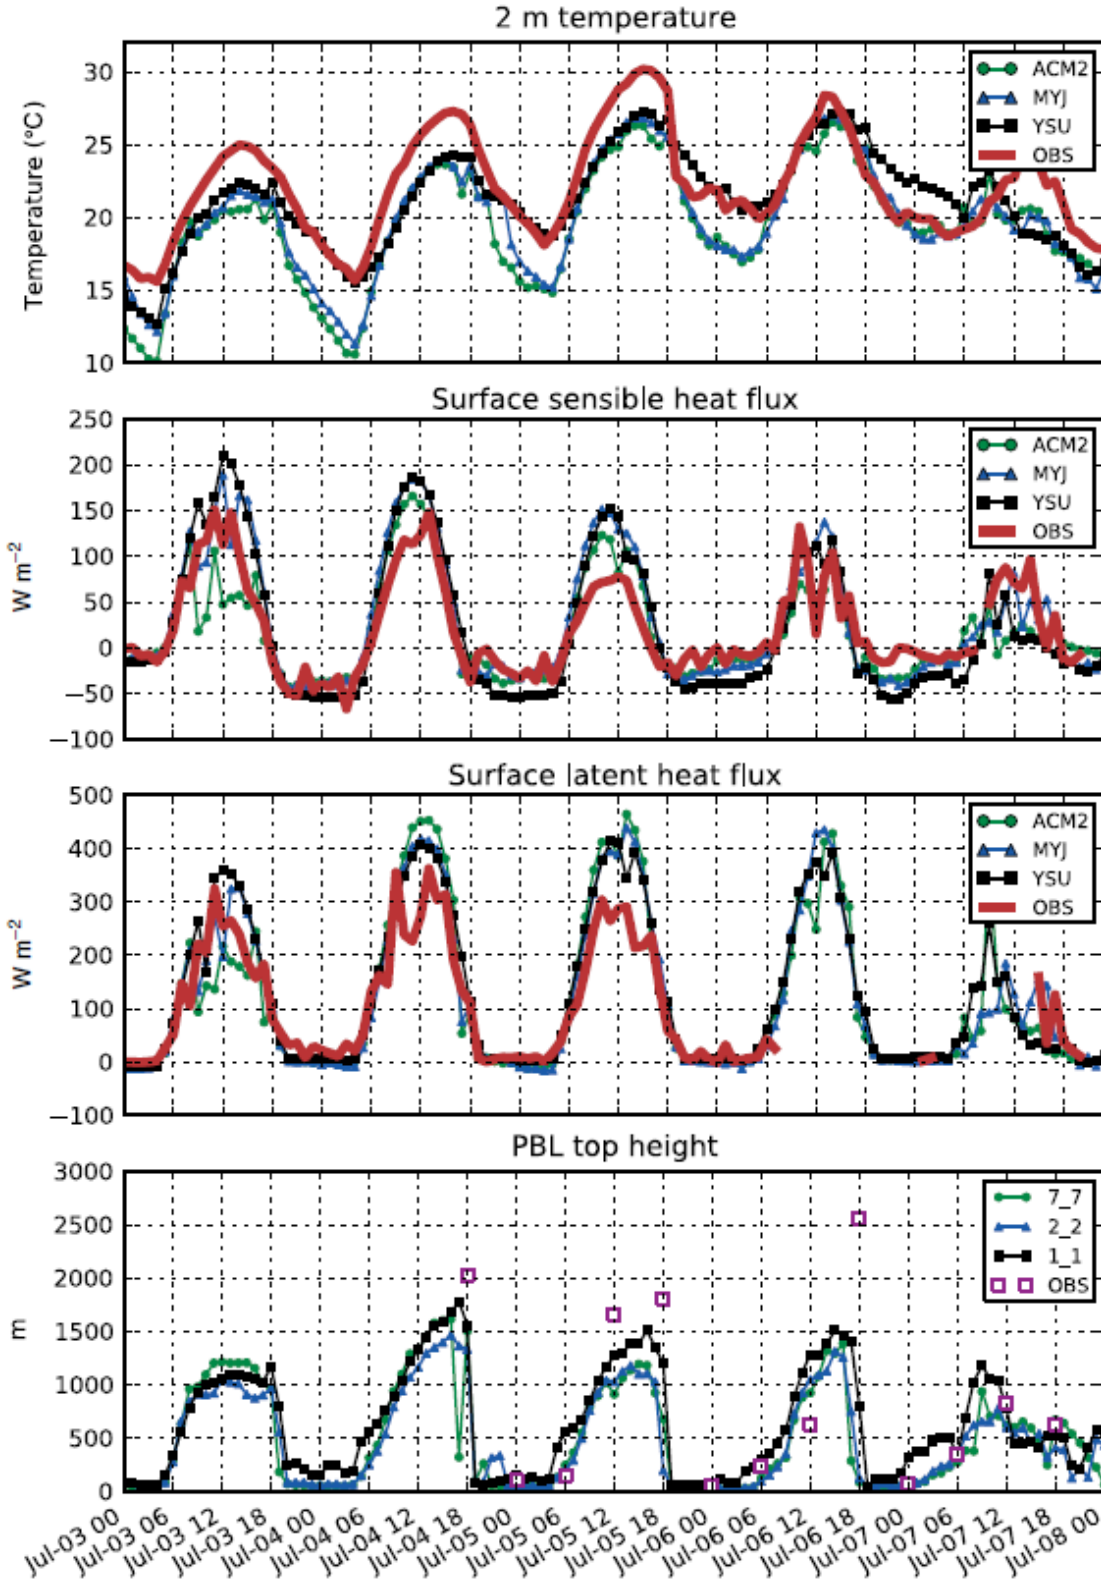 2 m temperature
Temperature (°C)
30
25
20
15
10
ACM2
MYJ
YSU
OBS
Surface sensible heat flux
W m−2
250
200
150
100
50
0
−50
−100
ACM2
MYJ
YSU
OBS
Surface latent heat flux
W m−2
500
400
300
200
100
0
−100
ACM2
MYJ
YSU
OBS
PBL top height
m
3000
2500
2000
1500
1000
500
0
7_7
2_2
1_1
OBS
Jul-03 00
Jul-03 06
Jul-03 12
Jul-03 18
Jul-04 00
Jul-04 06
Jul-04 12
Jul-04 18
Jul-05 00
Jul-05 06
Jul-05 12
Jul-05 18
Jul-06 00
Jul-06 06
Jul-06 12
Jul-06 18
Jul-07 00
Jul-07 06
Jul-07 12
Jul-07 18
Jul-08 00